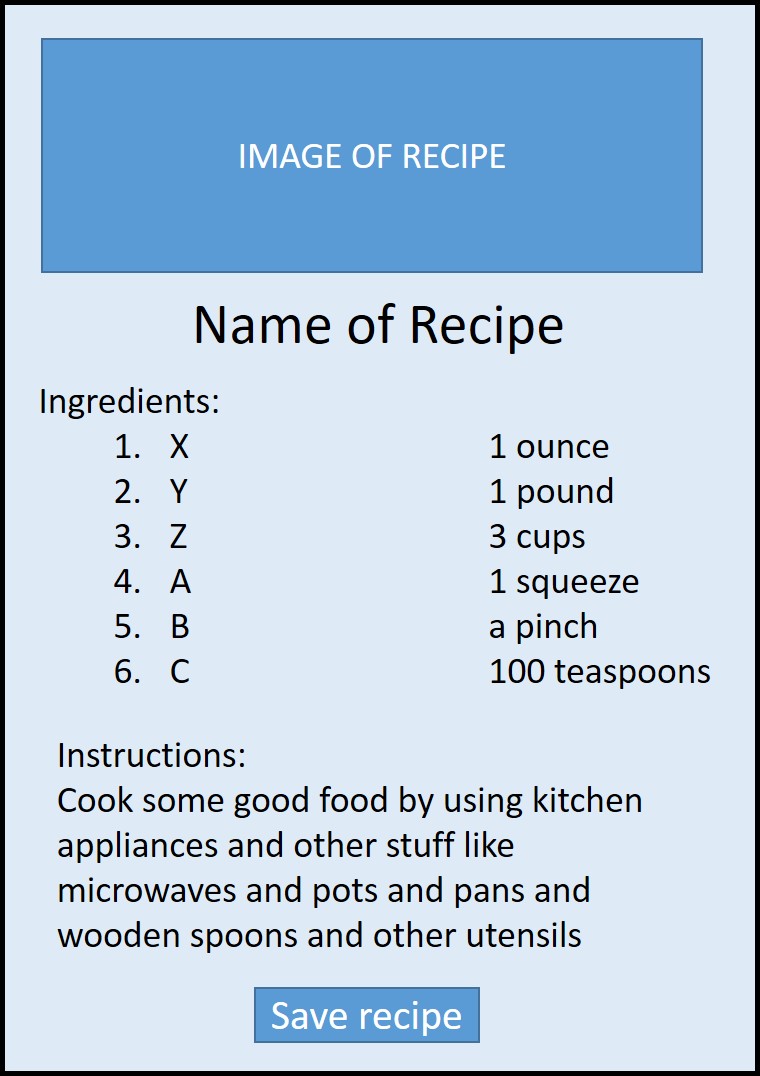 IMAGE OF RECIPE
Name of Recipe
Ingredients:
1. X 1 ounce
2. Y 1 pound
3. Z 3 cups
4. A 1 squeeze
5. B a pinch
6. C 100 teaspoons
Instructions:
Cook some good food by using kitchen
appliances and other stuff like
microwaves and pots and pans and
wooden spoons and other utensils
Save recipe